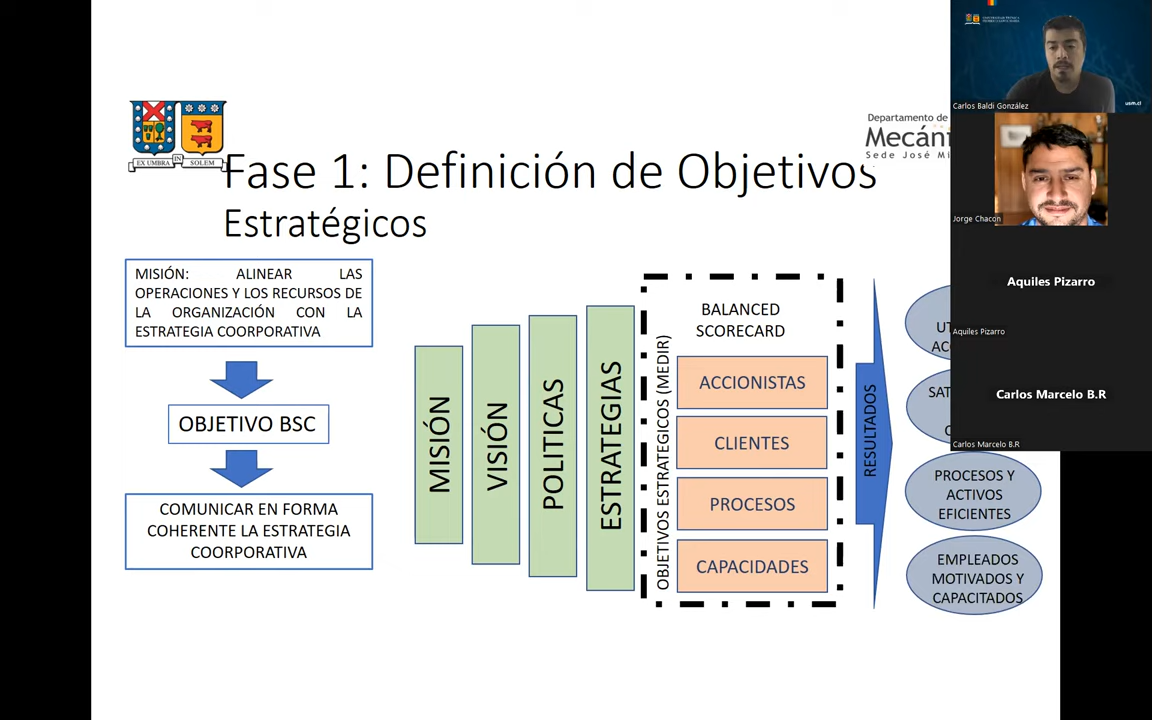 EX UMBRA IN SOLEM
Departamento de
Mecáni
Sede José Mi
Fase 1: Definición de Objetivos
Estratégicos
MISIÓN: ALINEAR LAS
OPERACIONES Y LOS RECURSOS DE
LA ORGANIZACIÓN CON LA
ESTRATEGIA COORPORATIVA
OBJETIVO BSC
COMUNICAR EN FORMA
COHERENTE LA ESTRATEGIA
COORPORATIVA
MISIÓN
VISIÓN
POLITICAS
ESTRATEGIAS
OBJETIVOS ESTRATEGICOS (MEDIR)
BALANCED
SCORECARD
ACCIONISTAS
CLIENTES
PROCESOS
CAPACIDADES
RESULTADOS
PROCESOS Y
ACTIVOS
EFICIENTES
EMPLEADOS
MOTIVADOS Y
CAPACITADOS
usm.cl
Carlos Baldi González
Jorge Chacon
Aquiles Pizarro
Aquiles Pizarro
Carlos Marcelo B.R
Carlos Marcelo B.R